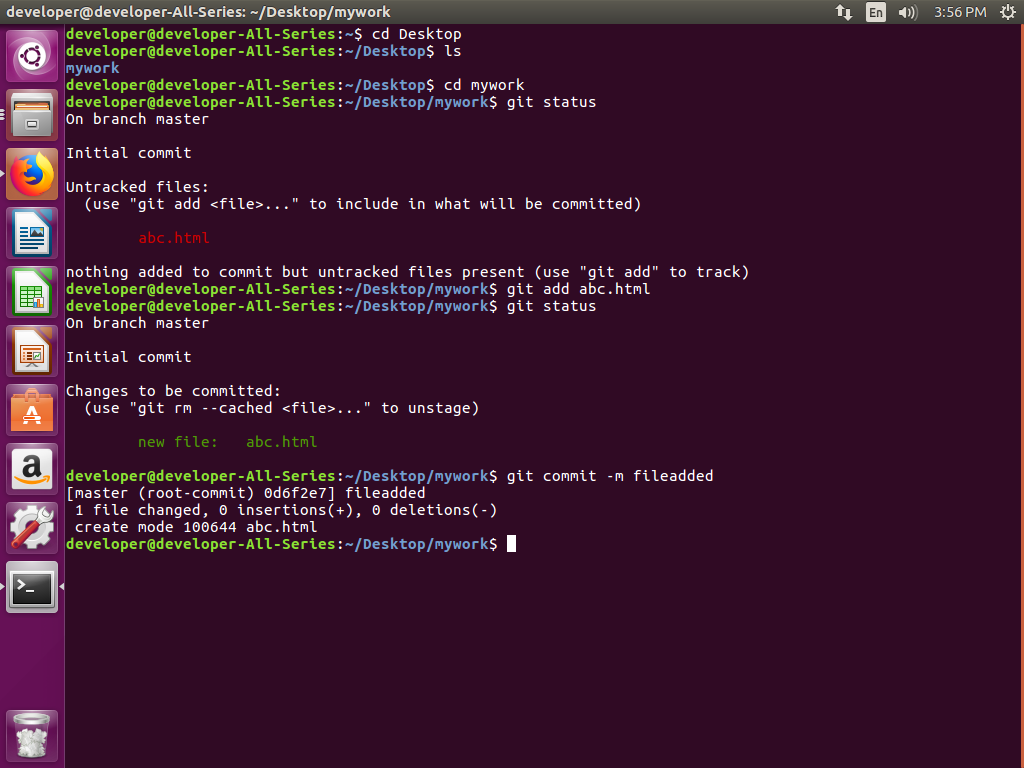 developer@developer-All-Series: ~/Desktop/mywork
En
3:56 PM
developer@developer-All-Series:~$ cd Desktop
developer@developer-All-Series:~/Desktop$ ls
mywork
developer@developer-All-Series:~/Desktop$ cd mywork
developer@developer-All-Series:~/Desktop/mywork$ git status
On branch master
Initial commit
Untracked files:
  (use "git add <file>..." to include in what will be committed)
        abc.html
nothing added to commit but untracked files present (use "git add" to track)
developer@developer-All-Series:~/Desktop/mywork$ git add abc.html
developer@developer-All-Series:~/Desktop/mywork$ git status
On branch master
Initial commit
Changes to be committed:
  (use "git rm --cached <file>..." to unstage)
        new file:   abc.html
developer@developer-All-Series:~/Desktop/mywork$ git commit -m fileadded
[master (root-commit) 0d6f2e7] fileadded
 1 file changed, 0 insertions(+), 0 deletions(-)
 create mode 100644 abc.html
developer@developer-All-Series:~/Desktop/mywork$